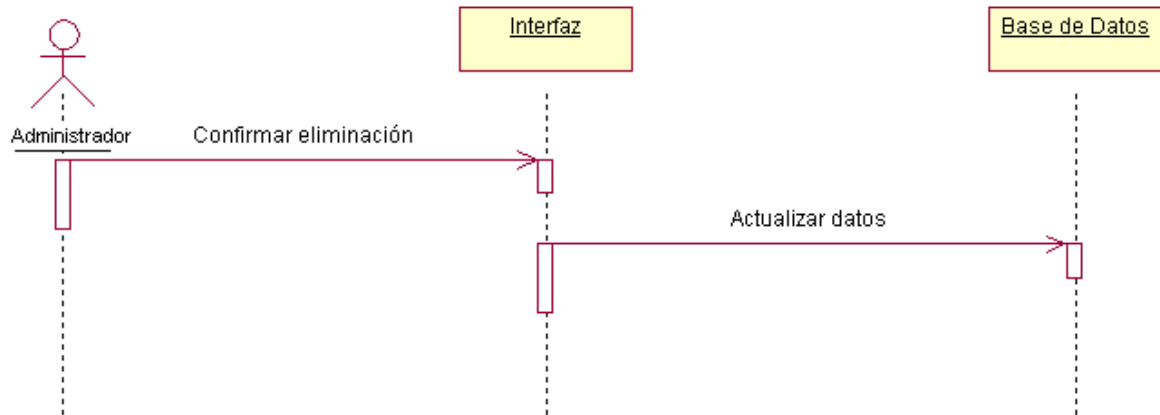 Interfaz
Base de Datos
Administrador
Confirmar eliminación
Actualizar datos